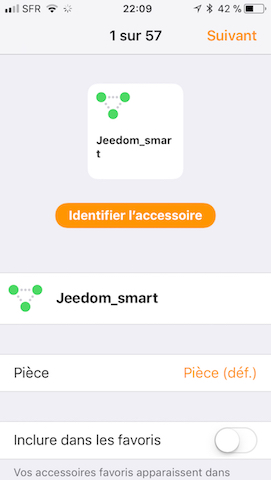 SFR 22:09 42 %
1 sur 57 Suivant
Jeedom_smar
t
Identifier l'accessoire
Jeedom_smart
Pièce Pièce (déf.)
Inclure dans les favoris
Vos accessoires favoris apparaissent dans